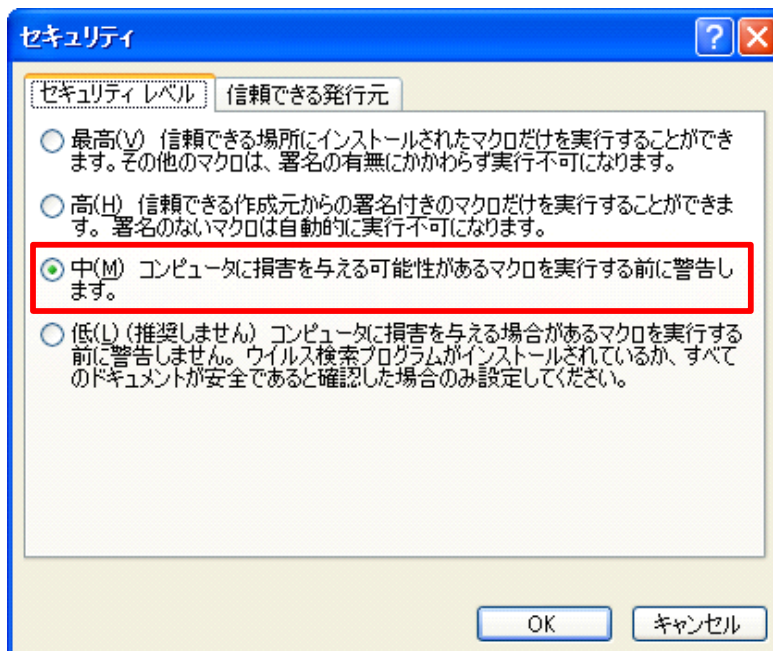 セキュリティ
セキュリティ レベル 信頼できる発行元
最高(V) 信頼できる場所にインストールされたマクロだけを実行することができ
ます。その他のマクロは、署名の有無にかかわらず実行不可になります。
高(H) 信頼できる作成元からの署名付きのマクロだけを実行することができま
す。 署名のないマクロは自動的に実行不可になります。
中(M) コンピュータに損害を与える可能性があるマクロを実行する前に警告し
ます。
低(L) (推奨しません) コンピュータに損害を与える場合があるマクロを実行する
前に警告しません。ウイルス検索プログラムがインストールされているか、すべて
のドキュメントが安全であると確認した場合のみ設定してください。
OK キャンセル